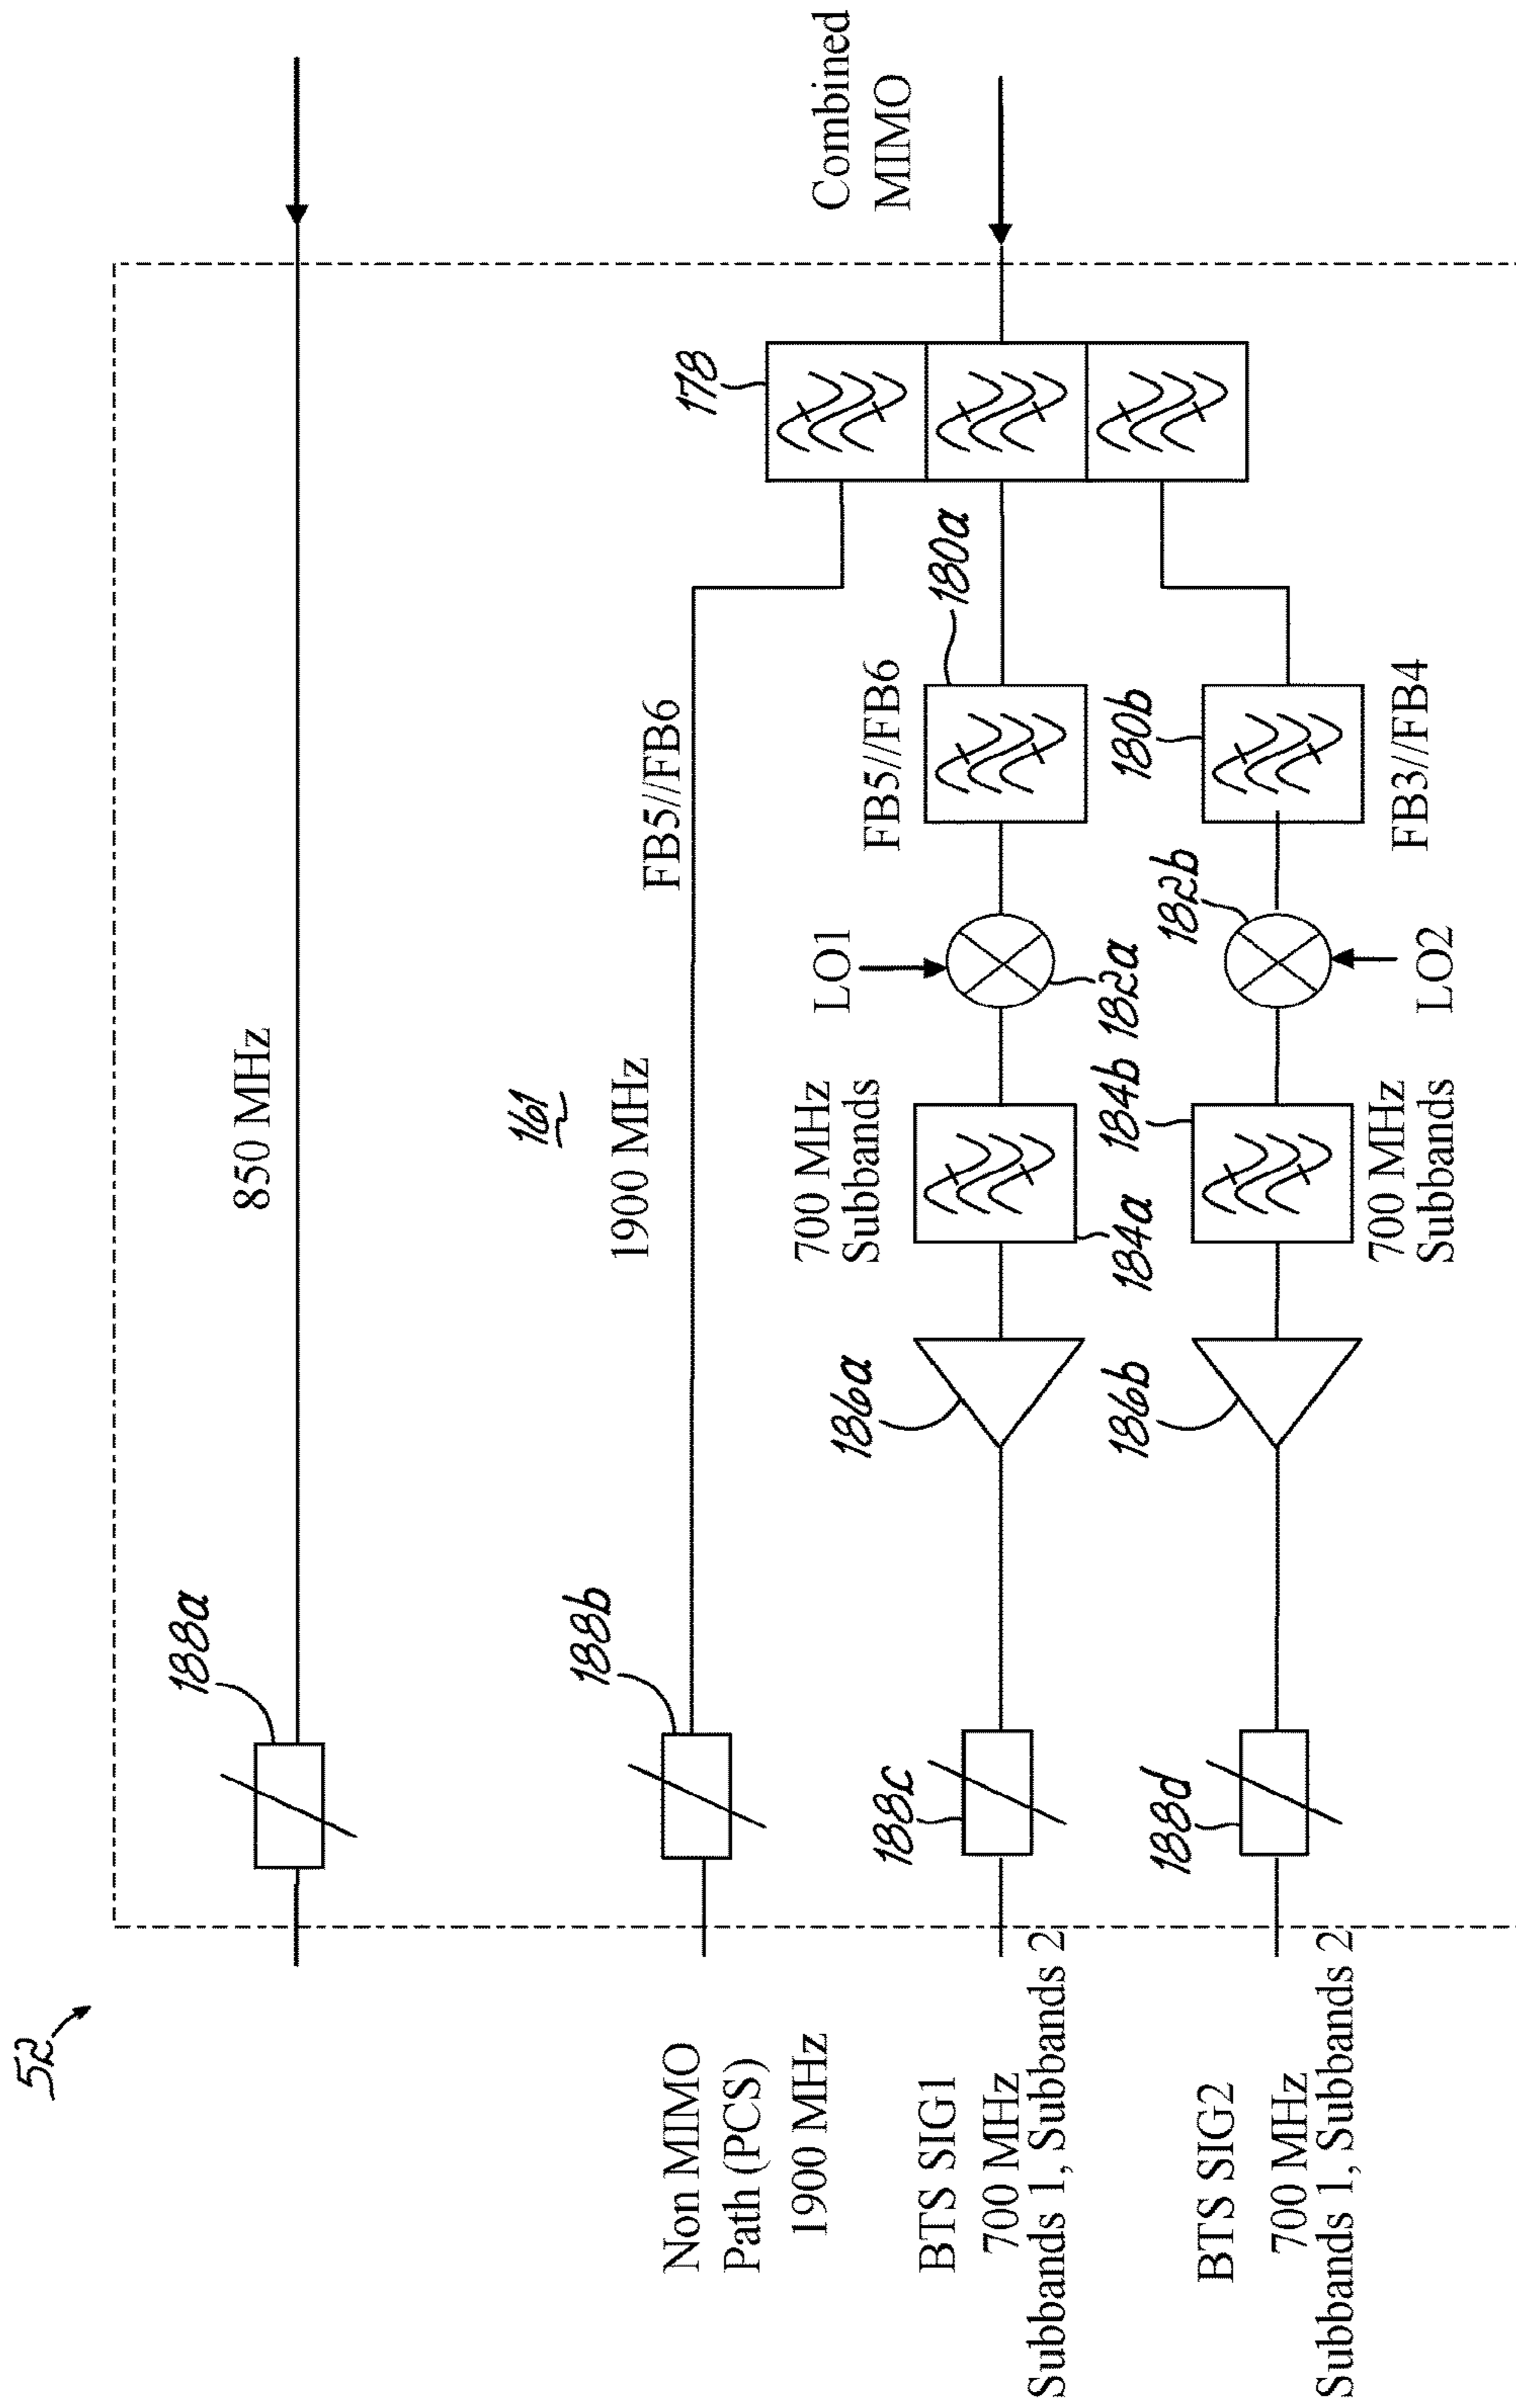 52
850 MHz
188a
161
1900 MHz
FB5//FB6
188b
178
Combined
MIMO
Non MIMO
Path (PCS)
1900 MHz
186a
700 MHz
Subbands
LO1
FB5//FB6
180a
188c
184a
182a
BTS SIG1
700 MHz
Subbands 1, Subbands 2
186b
184b
182b
180b
188d
BTS SIG2
700 MHz
Subbands 1, Subbands 2
700 MHz
Subbands
LO2
FB3//FB4